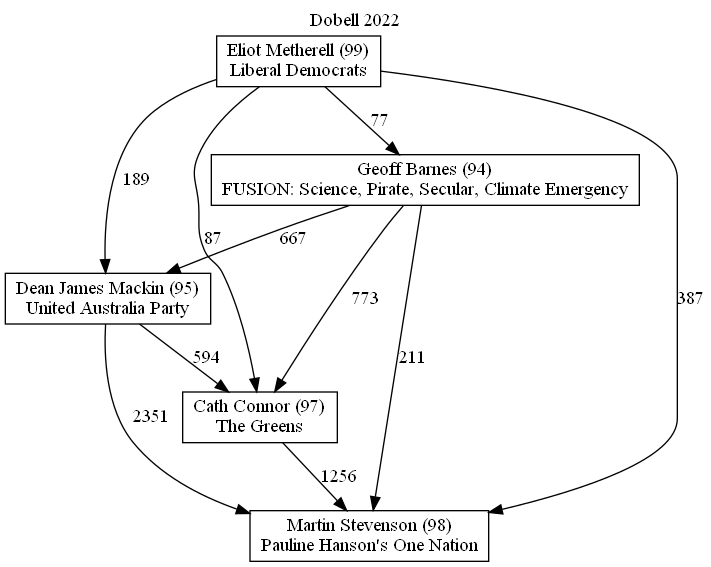 Dobell 2022
Eliot Metherell (99)
Liberal Democrats
77
Geoff Barnes (94)
FUSION: Science, Pirate, Secular, Climate Emergency
189
87
667
Dean James Mackin (95)
United Australia Party
773
387
594
211
Cath Connor (97)
The Greens
2351
1256
Martin Stevenson (98)
Pauline Hanson's One Nation